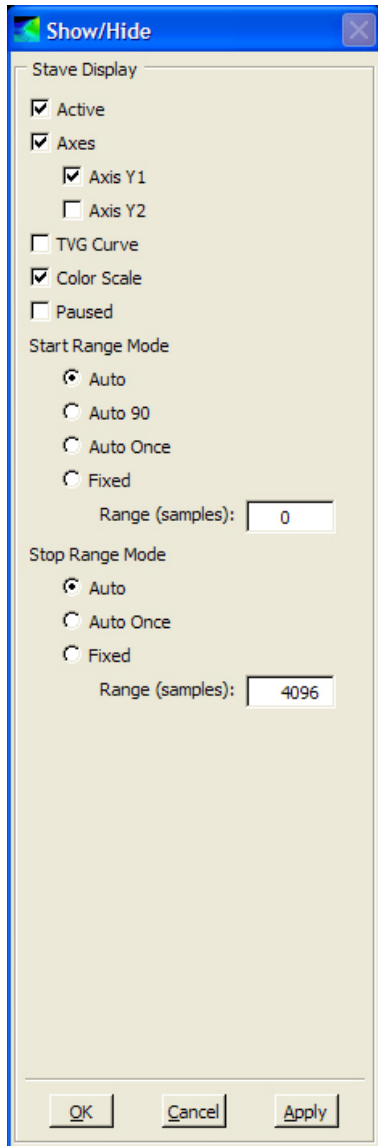 Show/Hide
Stave Display
Active
Axes
Axis Y1
Axis Y2
TVG Curve
Color Scale
Paused
Start Range Mode
Auto
Auto 90
Auto Once
Fixed
Range (samples): 0
Stop Range Mode
Auto
Auto Once
Fixed
Range (samples): 4096
OK Cancel Apply